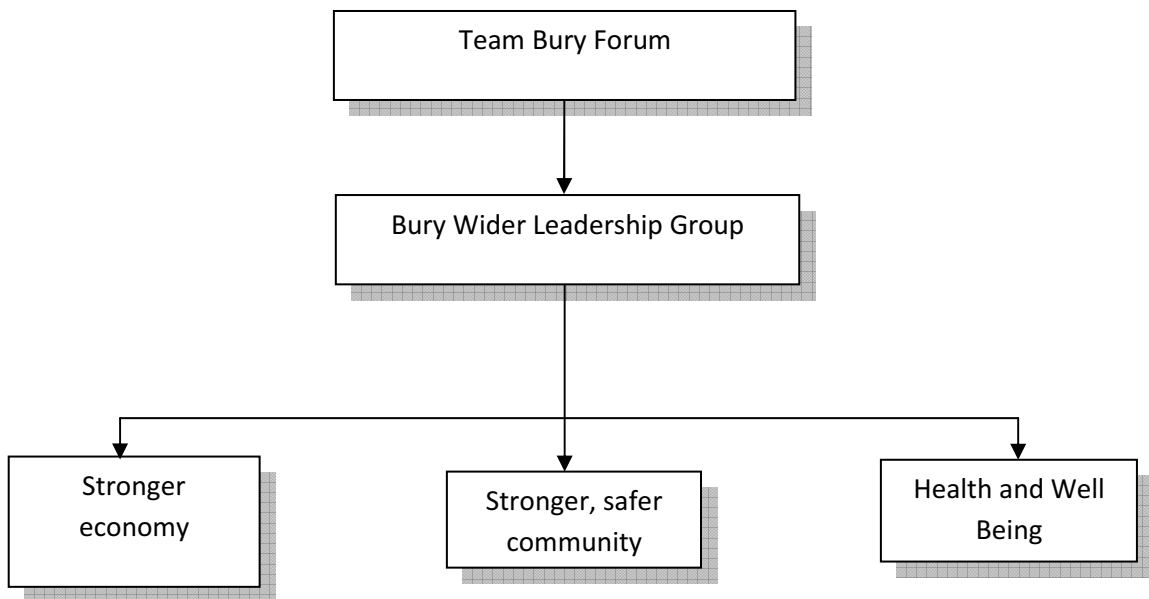 Team Bury Forum
Bury Wider Leadership Group
Stronger
economy
Stronger, safer
community
Health and Well
Being